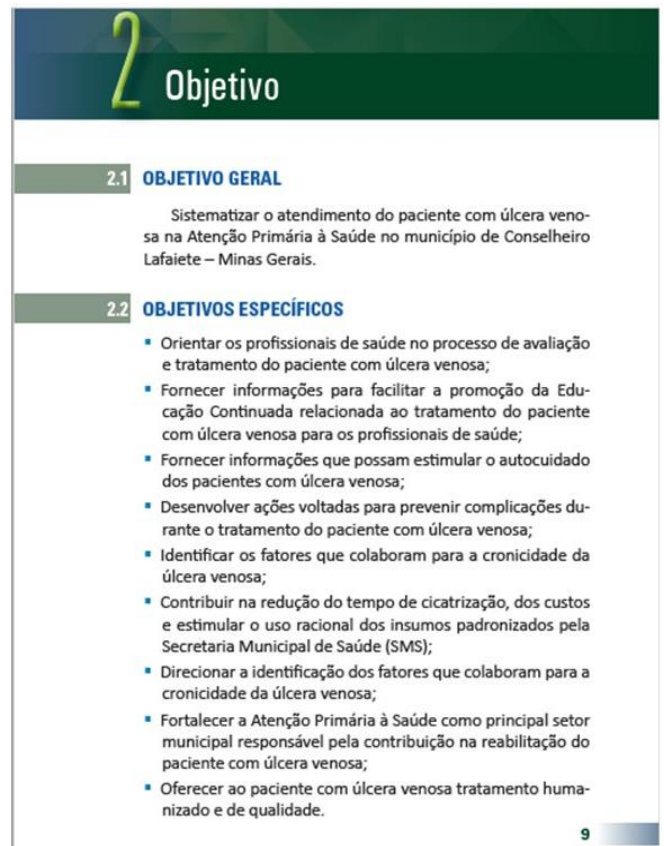 2 Objetivo
2.1 OBJETIVO GERAL
Sistematizar o atendimento do paciente com úlcera veno-
sa na Atenção Primária à Saúde no município de Conselheiro
Lafaiete – Minas Gerais.
2.2 OBJETIVOS ESPECÍFICOS
▪ Orientar os profissionais de saúde no processo de avaliação
e tratamento do paciente com úlcera venosa;
▪ Fornecer informações para facilitar a promoção da Edu-
cação Continuada relacionada ao tratamento do paciente
com úlcera venosa para os profissionais de saúde;
▪ Fornecer informações que possam estimular o autocuidado
dos pacientes com úlcera venosa;
▪ Desenvolver ações voltadas para prevenir complicações du-
rante o tratamento do paciente com úlcera venosa;
▪ Identificar os fatores que colaboram para a cronicidade da
úlcera venosa;
▪ Contribuir na redução do tempo de cicatrização, dos custos
e estimular o uso racional dos insumos padronizados pela
Secretaria Municipal de Saúde (SMS);
▪ Direcionar a identificação dos fatores que colaboram para a
cronicidade da úlcera venosa;
▪ Fortalecer a Atenção Primária à Saúde como principal setor
municipal responsável pela contribuição na reabilitação do
paciente com úlcera venosa;
▪ Oferecer ao paciente com úlcera venosa tratamento huma-
nizado e de qualidade.
9